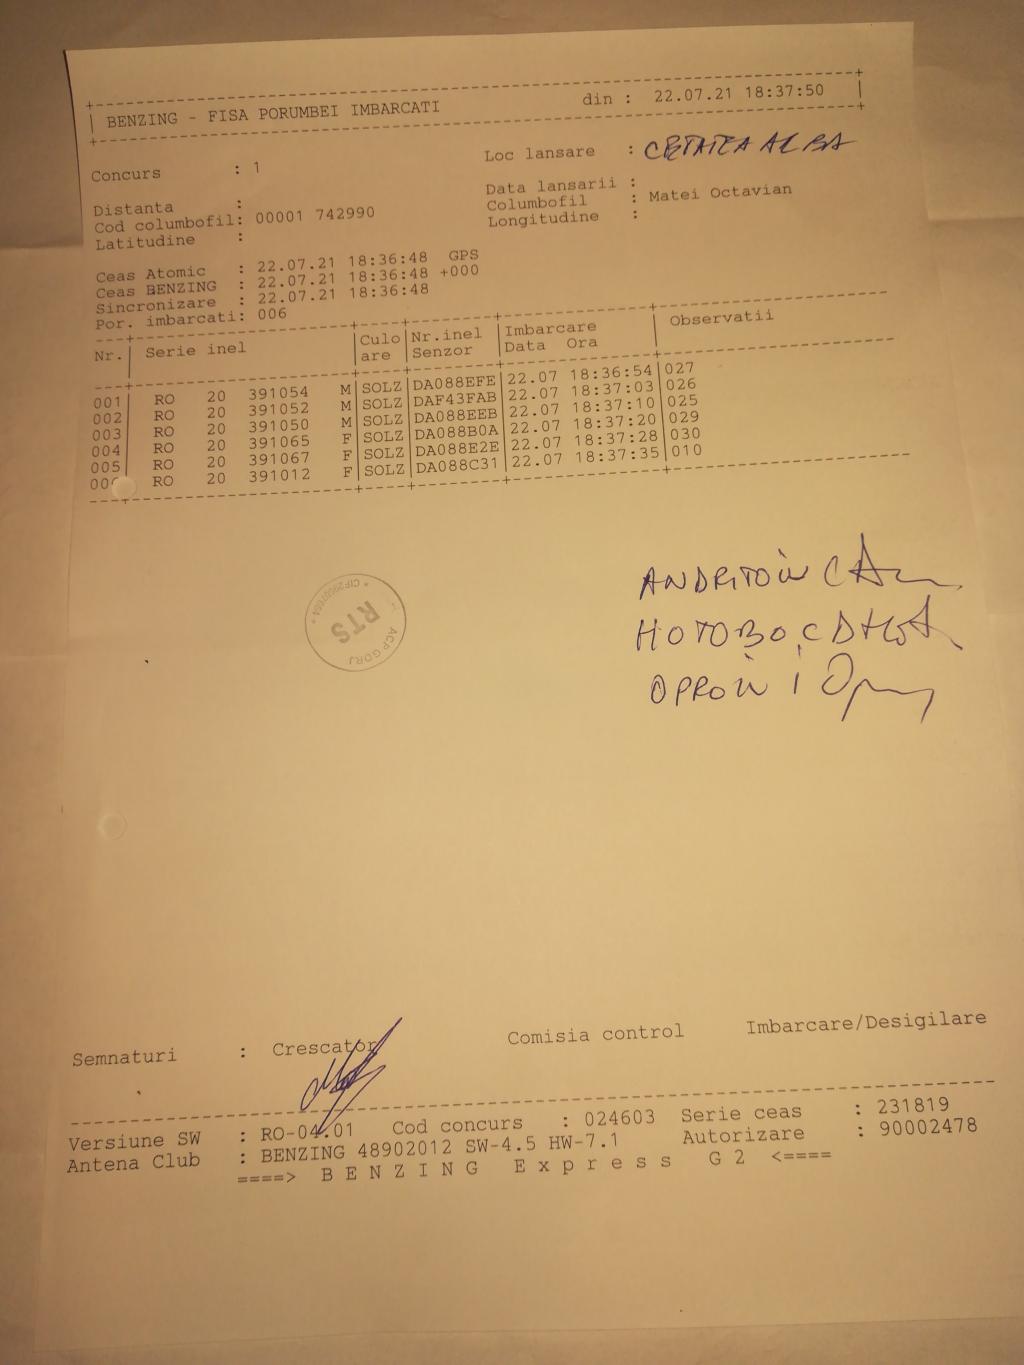 BENZING - FISA PORUMBEI IMBARCATI din : 22.07.21 18:37:50
Concurs : 1 Loc lansare : CETATEA ALBA
Distanta : Data lansarii :
Cod columbofil: 00001 742990 Columbofil : Matei Octavian
Latitudine : Longitudine :
Ceas Atomic : 22.07.21 18:36:48 GPS
Ceas BENZING : 22.07.21 18:36:48 +000
Sincronizare : 22.07.21 18:36:48
Por. imbarcati: 006
Nr. Serie inel Culo Nr.inel Imbarcare Observatii
are Senzor Data Ora
001 RO 20 391054 M SOLZ DA088EFE 22.07 18:36:54 027
002 RO 20 391052 M SOLZ DAF43FAB 22.07 18:37:03 026
003 RO 20 391050 M SOLZ DA088EEB 22.07 18:37:10 025
004 RO 20 391065 F SOLZ DA088B0A 22.07 18:37:20 029
005 RO 20 391067 F SOLZ DA088E2E 22.07 18:37:28 030
006 RO 20 391012 F SOLZ DA088C31 22.07 18:37:35 010
ACP GORJ
RTS
Semnaturi : Crescator Comisia control Imbarcare/Desigilare
Versiune SW : RO-04.01 Cod concurs : 024603 Serie ceas : 231819
Antena Club : BENZING 48902012 SW-4.5 HW-7.1 Autorizare : 90002478
====> B E N Z I N G E x p r e s s G 2 <====